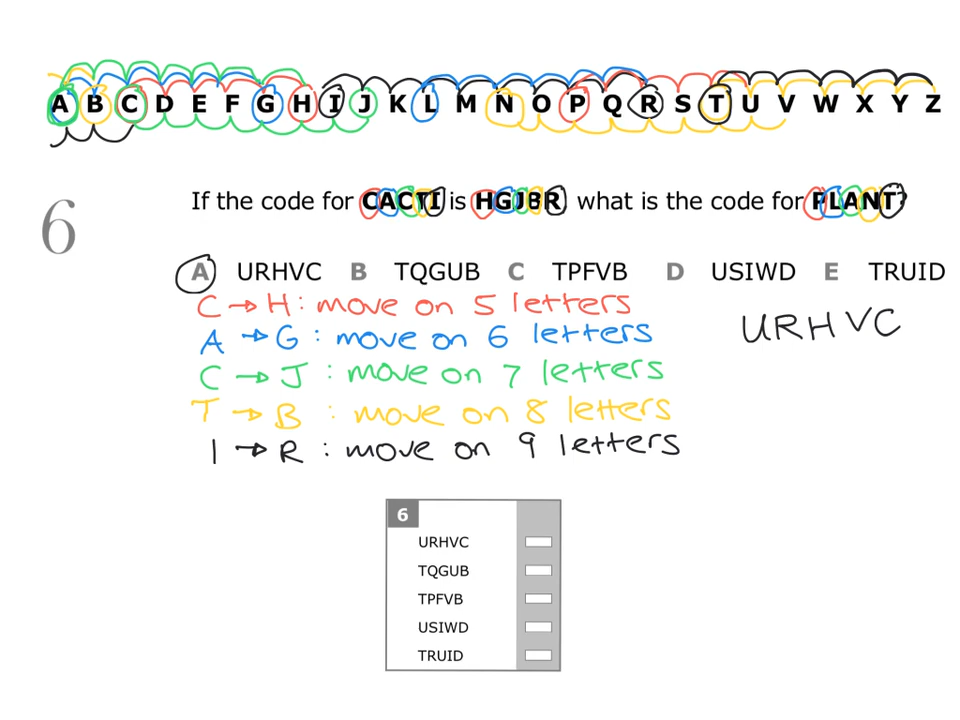 A B C D E F G H I J K L M N O P Q R S T U V W X Y Z
6
If the code for CACTI is HGJBR, what is the code for PLANT?
A URHVC B TQGUB C TPFVB D USIWD E TRUID
C → H : move on 5 letters
URHVC
A → G : move on 6 letters
C → J : move on 7 letters
T → B : move on 8 letters
I → R : move on 9 letters
6
URHVC
TQGUB
TPFVB
USIWD
TRUID